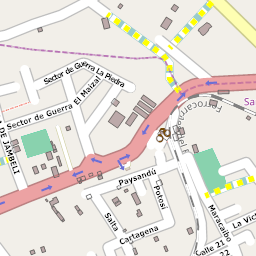 Sector de Guerra La Piedra
El Maizal
Sector de Guerra
DE JAMBELI
Ferrocarril
Sa
Paysandú
Potosí
Salta
Cartagena
Maracaibo
La Vic
Calle 22
Calle 21